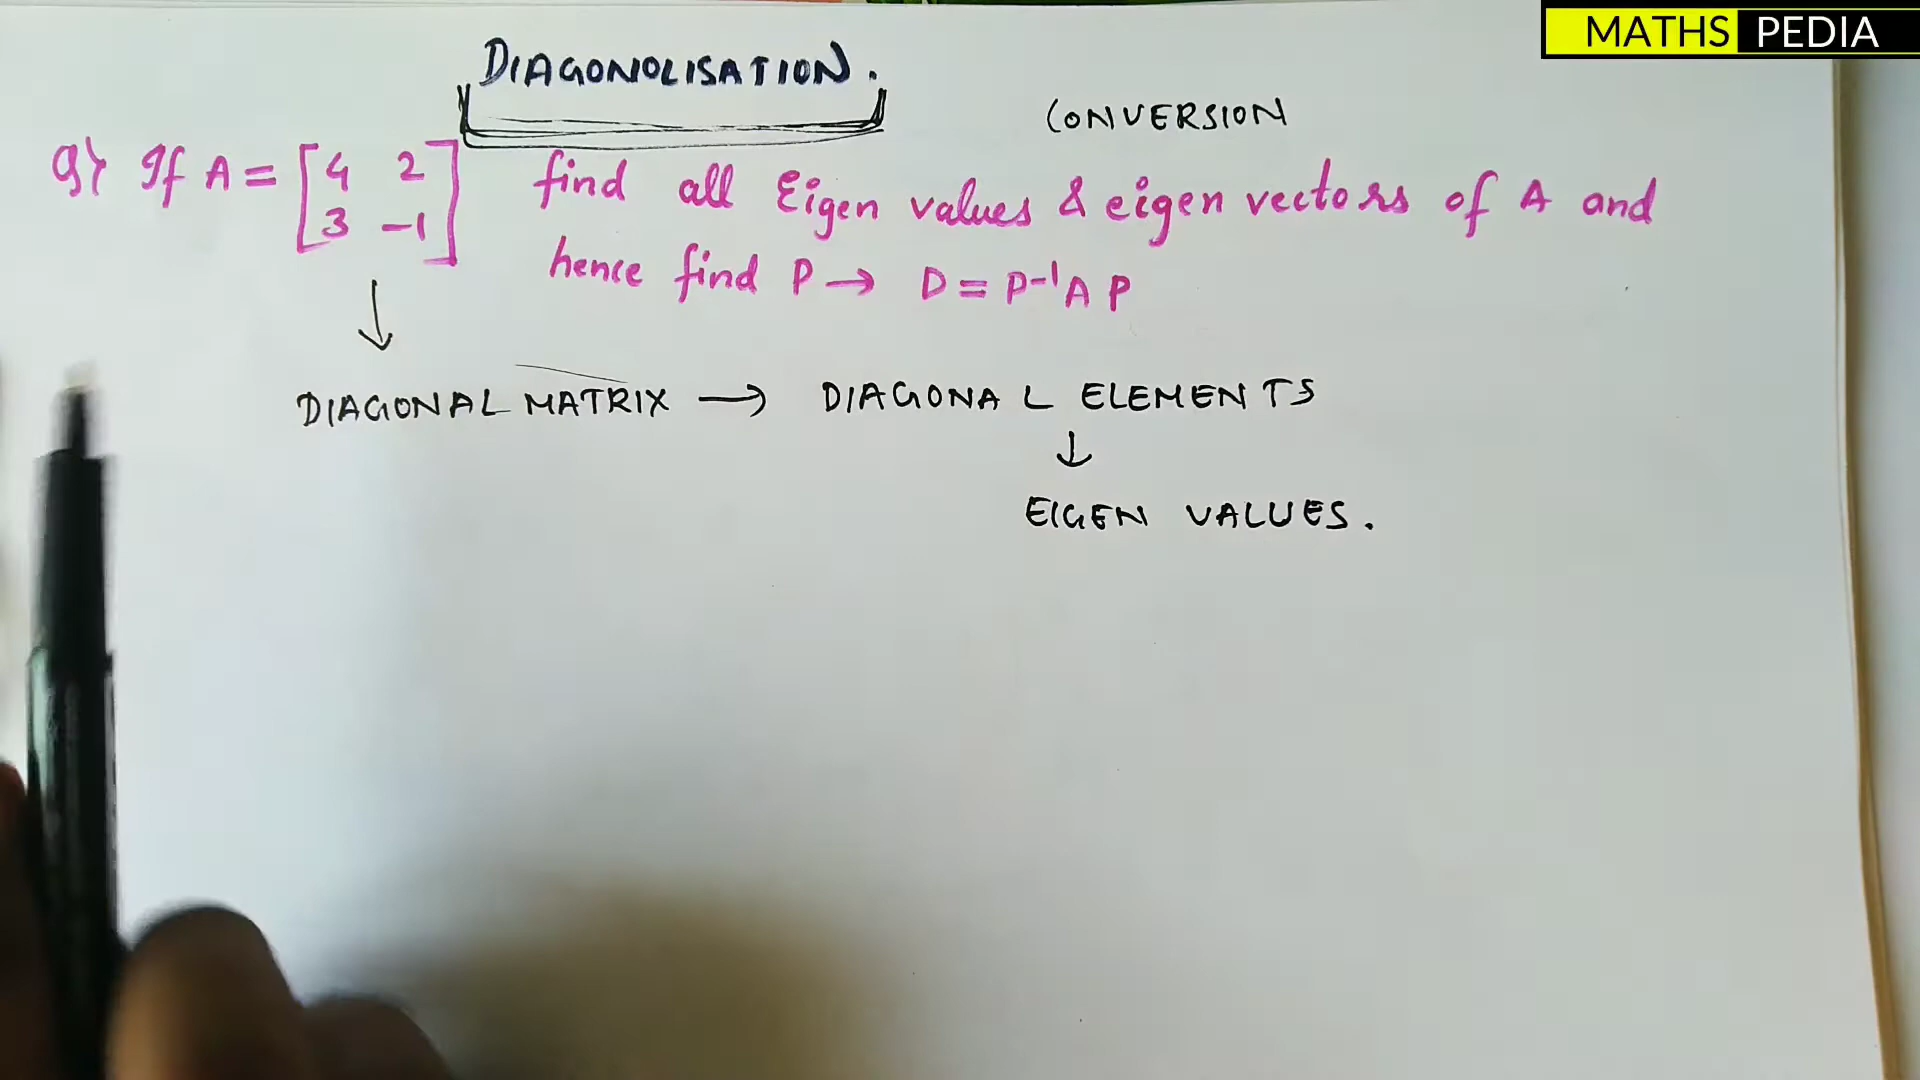 MATHS PEDIA
DIAGONOLISATION.
CONVERSION
Q} If A = [4 2
3 -1] find all Eigen values & eigen vectors of A and
hence find P → D = P-¹A P
↓
DIAGONAL MATRIX → DIAGONAL ELEMENTS
↓
EIGEN VALUES.